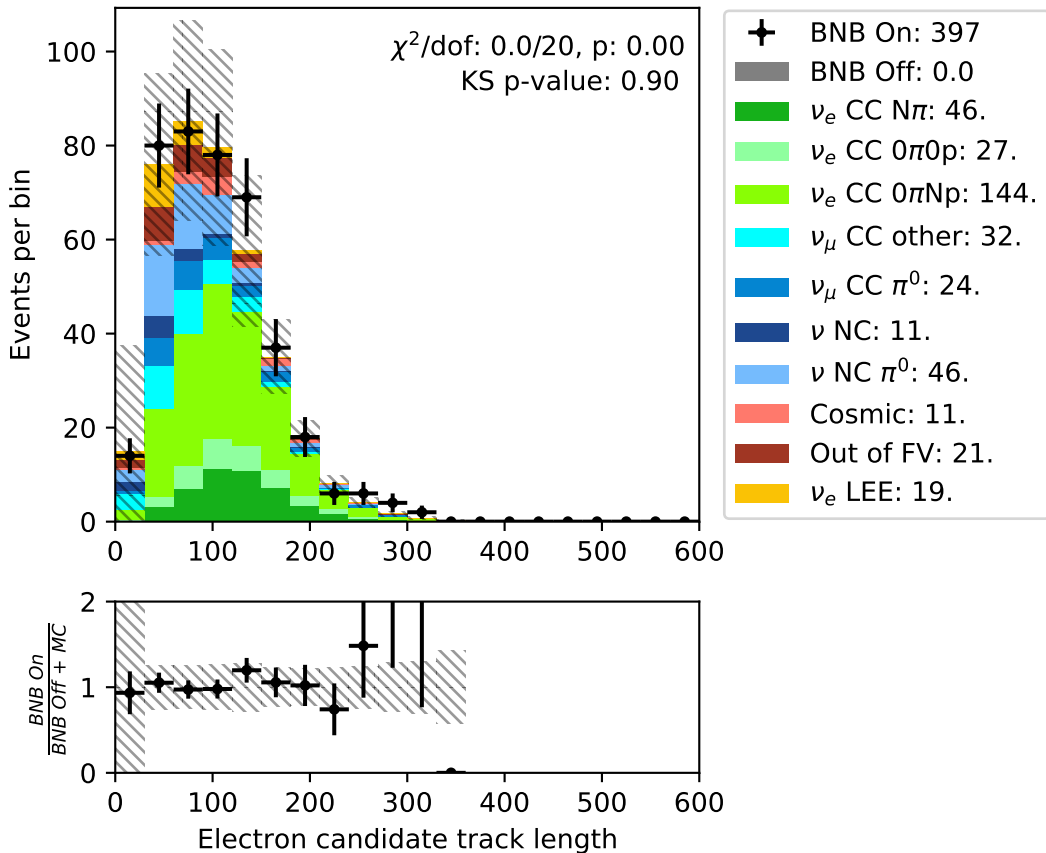 χ²/dof: 0.0/20, p: 0.00
KS p-value: 0.90
Events per bin
100
80
60
40
20
0
0 100 200 300 400 500 600
BNB On: 397
BNB Off: 0.0
νₑ CC Nπ: 46.
νₑ CC 0π0p: 27.
νₑ CC 0πNp: 144.
ν_μ CC other: 32.
ν_μ CC π⁰: 24.
ν NC: 11.
ν NC π⁰: 46.
Cosmic: 11.
Out of FV: 21.
νₑ LEE: 19.
BNB On
BNB Off + MC
2
1
0
0 100 200 300 400 500 600
Electron candidate track length